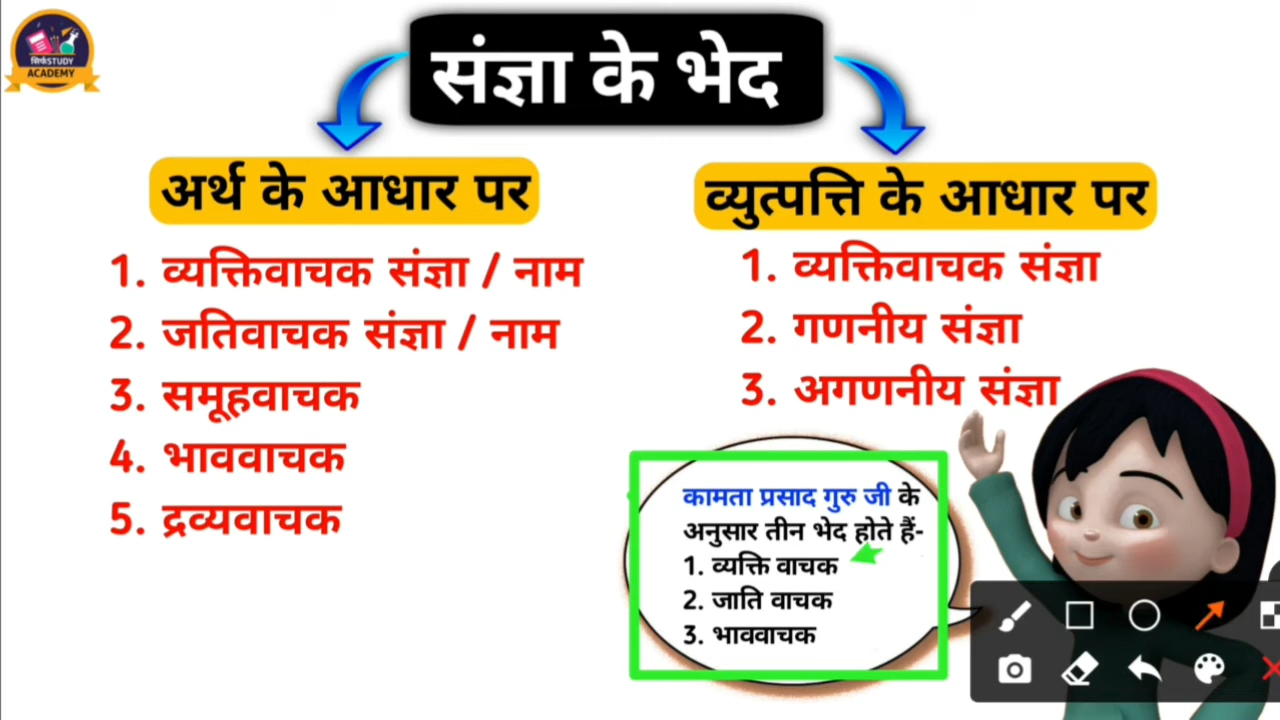 सिर्फSTUDY
ACADEMY
संज्ञा के भेद
अर्थ के आधार पर
1. व्यक्तिवाचक संज्ञा / नाम
2. जतिवाचक संज्ञा / नाम
3. समूहवाचक
4. भाववाचक
5. द्रव्यवाचक
व्युत्पत्ति के आधार पर
1. व्यक्तिवाचक संज्ञा
2. गणनीय संज्ञा
3. अगणनीय संज्ञा
कामता प्रसाद गुरु जी के
अनुसार तीन भेद होते हैं-
1. व्यक्ति वाचक
2. जाति वाचक
3. भाववाचक